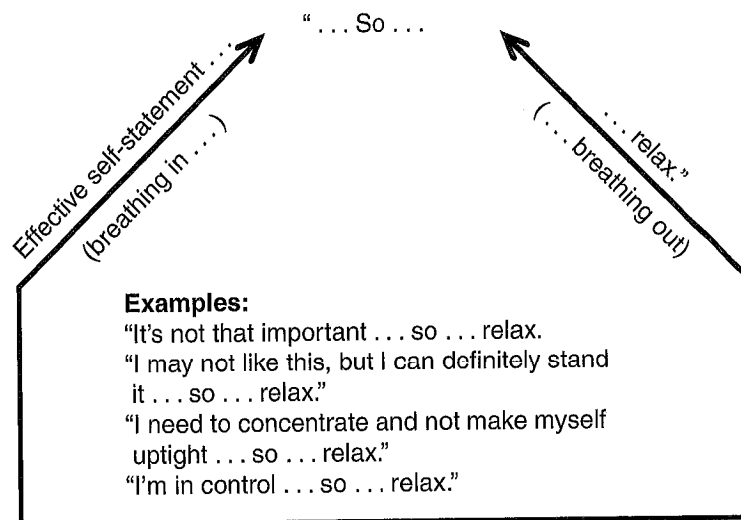 “ . . . So . . .
Effective self-statement . . .
(breathing in . . .)
. . . relax.”
( . . . breathing out)
Examples:
“It’s not that important . . . so . . . relax.
“I may not like this, but I can definitely stand
it . . . so . . . relax.”
“I need to concentrate and not make myself
uptight . . . so . . . relax.”
“I’m in control . . . so . . . relax.”